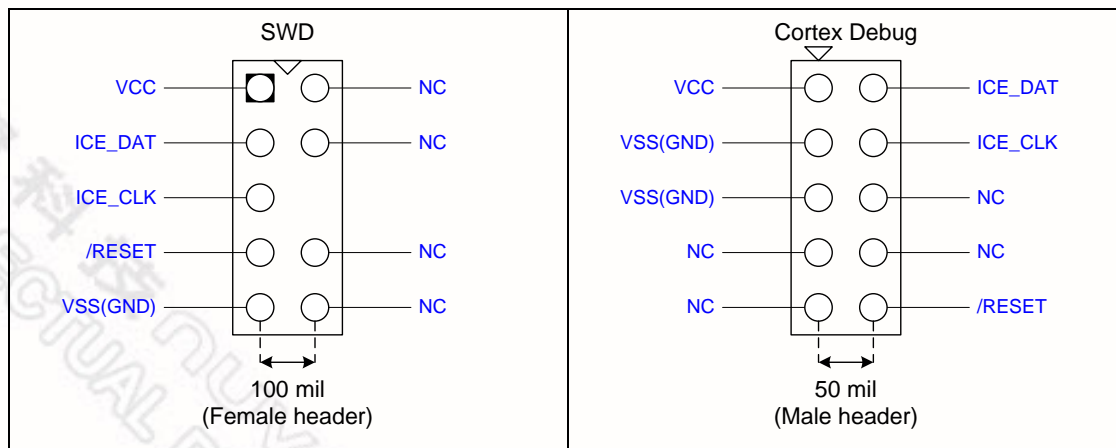 SWD
VCC NC
ICE_DAT NC
ICE_CLK
/RESET NC
VSS(GND) NC
100 mil
(Female header)
Cortex Debug
VCC ICE_DAT
VSS(GND) ICE_CLK
VSS(GND) NC
NC NC
NC /RESET
50 mil
(Male header)